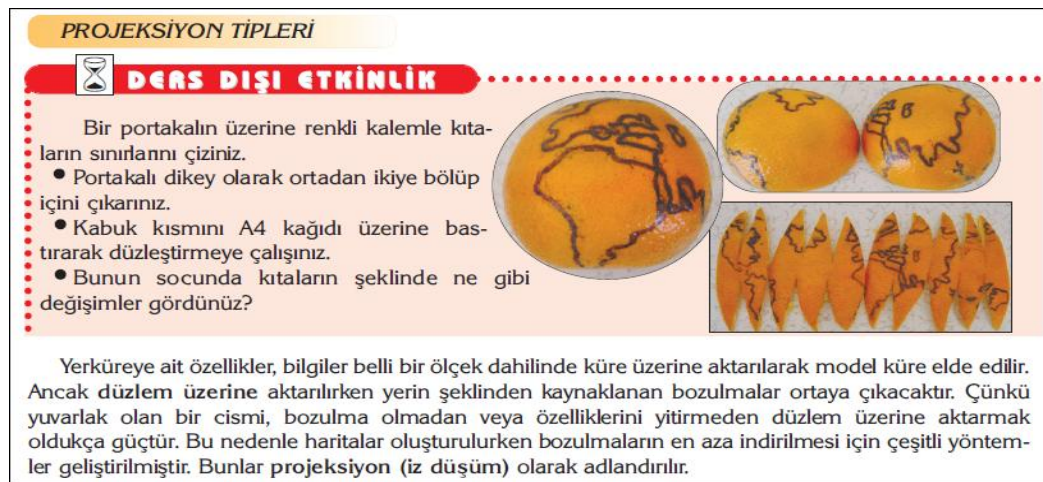 PROJEKSİYON TİPLERİ
DERS DIŞI ETKİNLİK
Bir portakalın üzerine renkli kalemle kıta-
ların sınırlarını çiziniz.
• Portakalı dikey olarak ortadan ikiye bölüp
içini çıkarınız.
• Kabuk kısmını A4 kağıdı üzerine bas-
tırarak düzleştirmeye çalışınız.
• Bunun socunda kıtaların şeklinde ne gibi
değişimler gördünüz?
Yerküreye ait özellikler, bilgiler belli bir ölçek dahilinde küre üzerine aktarılarak model küre elde edilir.
Ancak düzlem üzerine aktarılırken yerin şeklinden kaynaklanan bozulmalar ortaya çıkacaktır. Çünkü
yuvarlak olan bir cismi, bozulma olmadan veya özelliklerini yitirmeden düzlem üzerine aktarmak
oldukça güçtür. Bu nedenle haritalar oluşturulurken bozulmaların en aza indirilmesi için çeşitli yöntem-
ler geliştirilmiştir. Bunlar projeksiyon (iz düşüm) olarak adlandırılır.